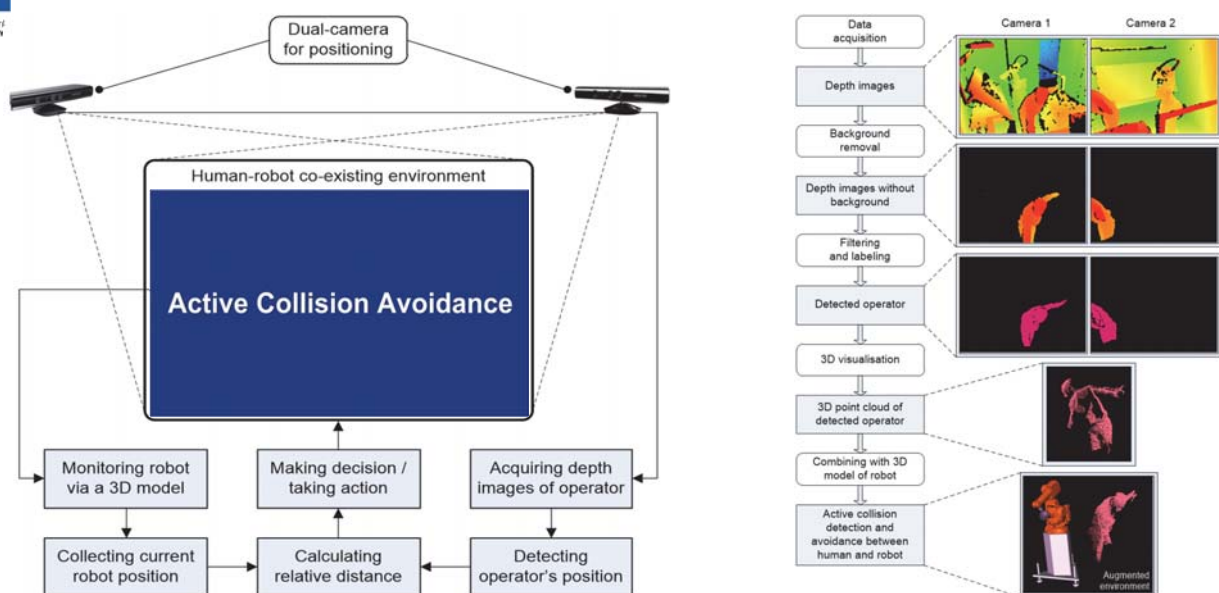 Dual-camera
for positioning
Human-robot co-existing environment
Active Collision Avoidance
Monitoring robot
via a 3D model
Making decision /
taking action
Acquiring depth
images of operator
Collecting current
robot position
Calculating
relative distance
Detecting
operator's position
Data
acquisition
Depth images
Background
removal
Depth images without
background
Filtering
and labeling
Detected operator
3D visualisation
3D point cloud of
detected operator
Combining with 3D
model of robot
Active collision
detection and
avoidance between
human and robot
Camera 1
Camera 2
Augmented
environment